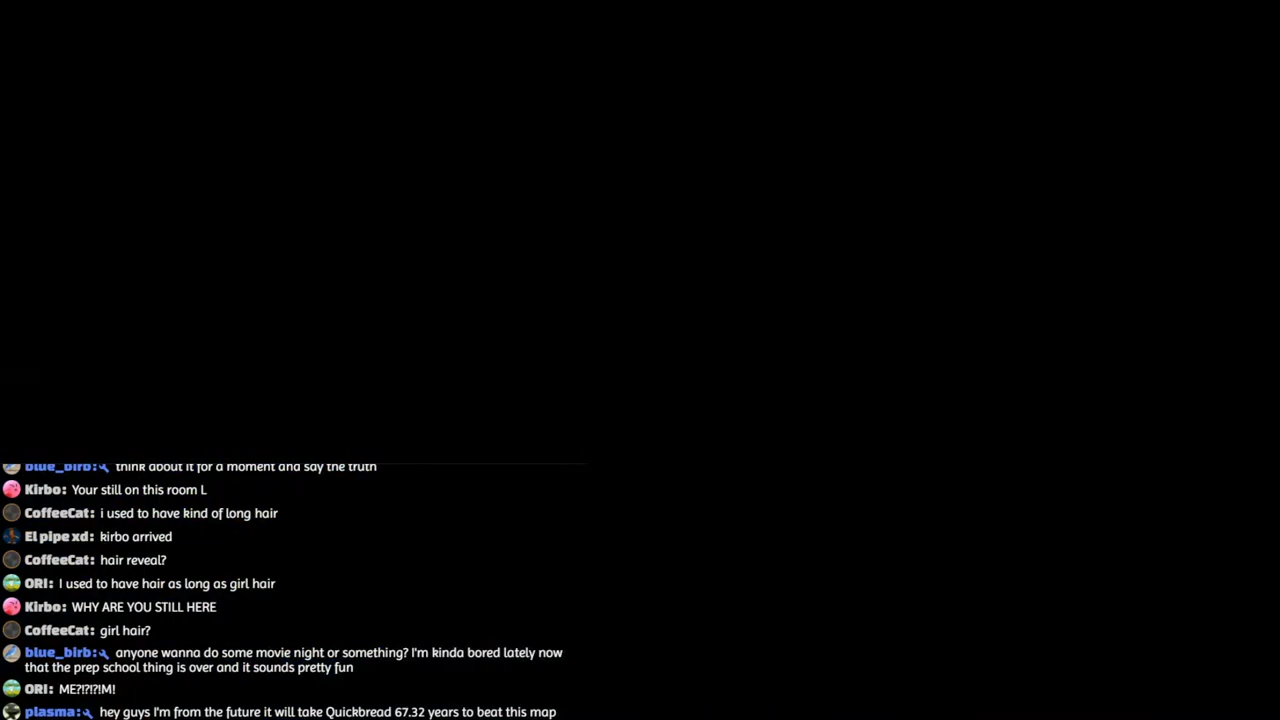 blue_birb: think about it for a moment and say the truth
Kirbo: Your still on this room L
CoffeeCat: i used to have kind of long hair
El pipe xd: kirbo arrived
CoffeeCat: hair reveal?
ORI: I used to have hair as long as girl hair
Kirbo: WHY ARE YOU STILL HERE
CoffeeCat: girl hair?
blue_birb: anyone wanna do some movie night or something? I'm kinda bored lately now
that the prep school thing is over and it sounds pretty fun
ORI: ME?!?!?!M!
plasma: hey guys I'm from the future it will take Quickbread 67.32 years to beat this map